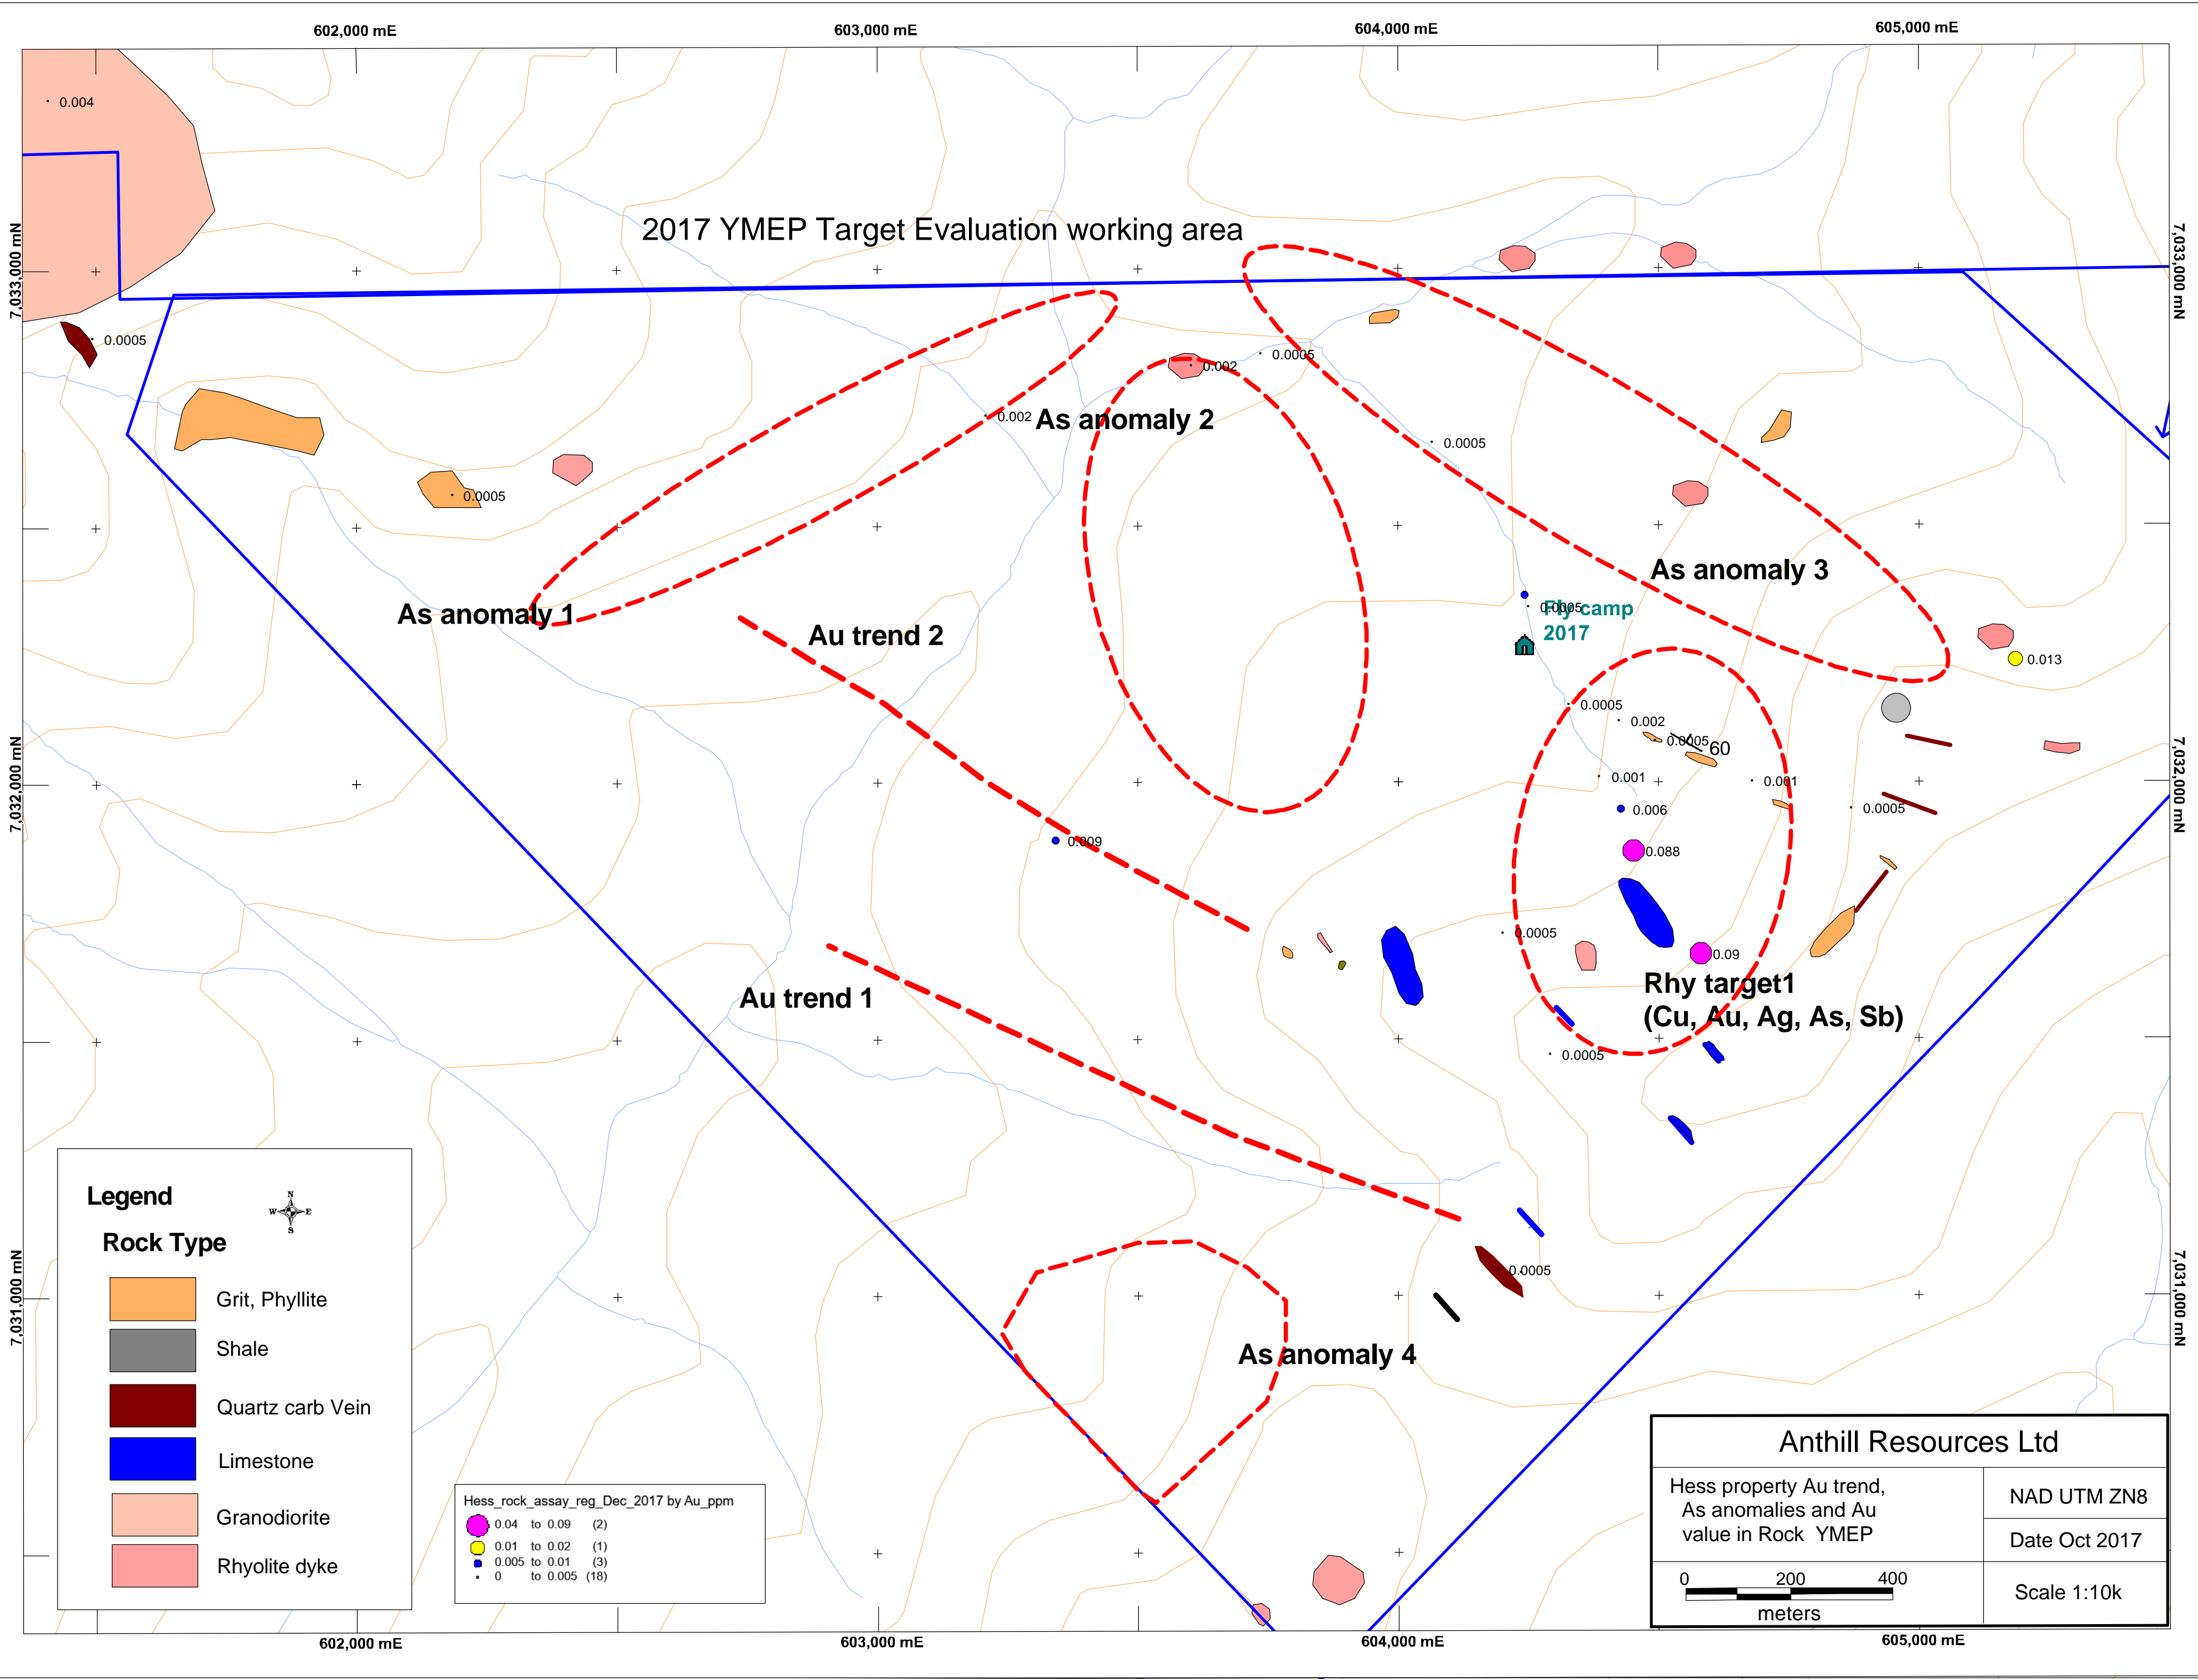 602,000 mE
603,000 mE
604,000 mE
605,000 mE
0.004
2017 YMEP Target Evaluation working area
7,033,000 mN
7,033,000 mN
0.0005
0.002
0.0005
0.002
As anomaly 2
0.0005
0.0005
As anomaly 3
As anomaly 1
Au trend 2
0.0005
Fly camp
2017
0.013
0.0005
0.002
0.0005
60
7,032,000 mN
7,032,000 mN
0.001
0.001
0.006
0.0005
0.009
0.088
0.0005
0.09
Au trend 1
Rhy target1
(Cu, Au, Ag, As, Sb)
0.0005
0.0005
7,031,000 mN
7,031,000 mN
As anomaly 4
Legend
N
W E
S
Rock Type
Grit, Phyllite
Shale
Quartz carb Vein
Limestone
Granodiorite
Rhyolite dyke
Hess_rock_assay_reg_Dec_2017 by Au_ppm
0.04 to 0.09 (2)
0.01 to 0.02 (1)
0.005 to 0.01 (3)
0 to 0.005 (18)
Anthill Resources Ltd
Hess property Au trend,
As anomalies and Au
value in Rock YMEP
NAD UTM ZN8
Date Oct 2017
0 200 400
meters
Scale 1:10k
602,000 mE
603,000 mE
604,000 mE
605,000 mE